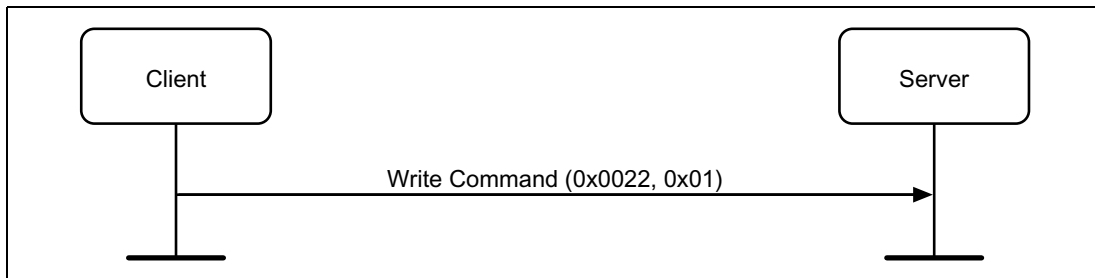 Client
Server
Write Command (0x0022, 0x01)